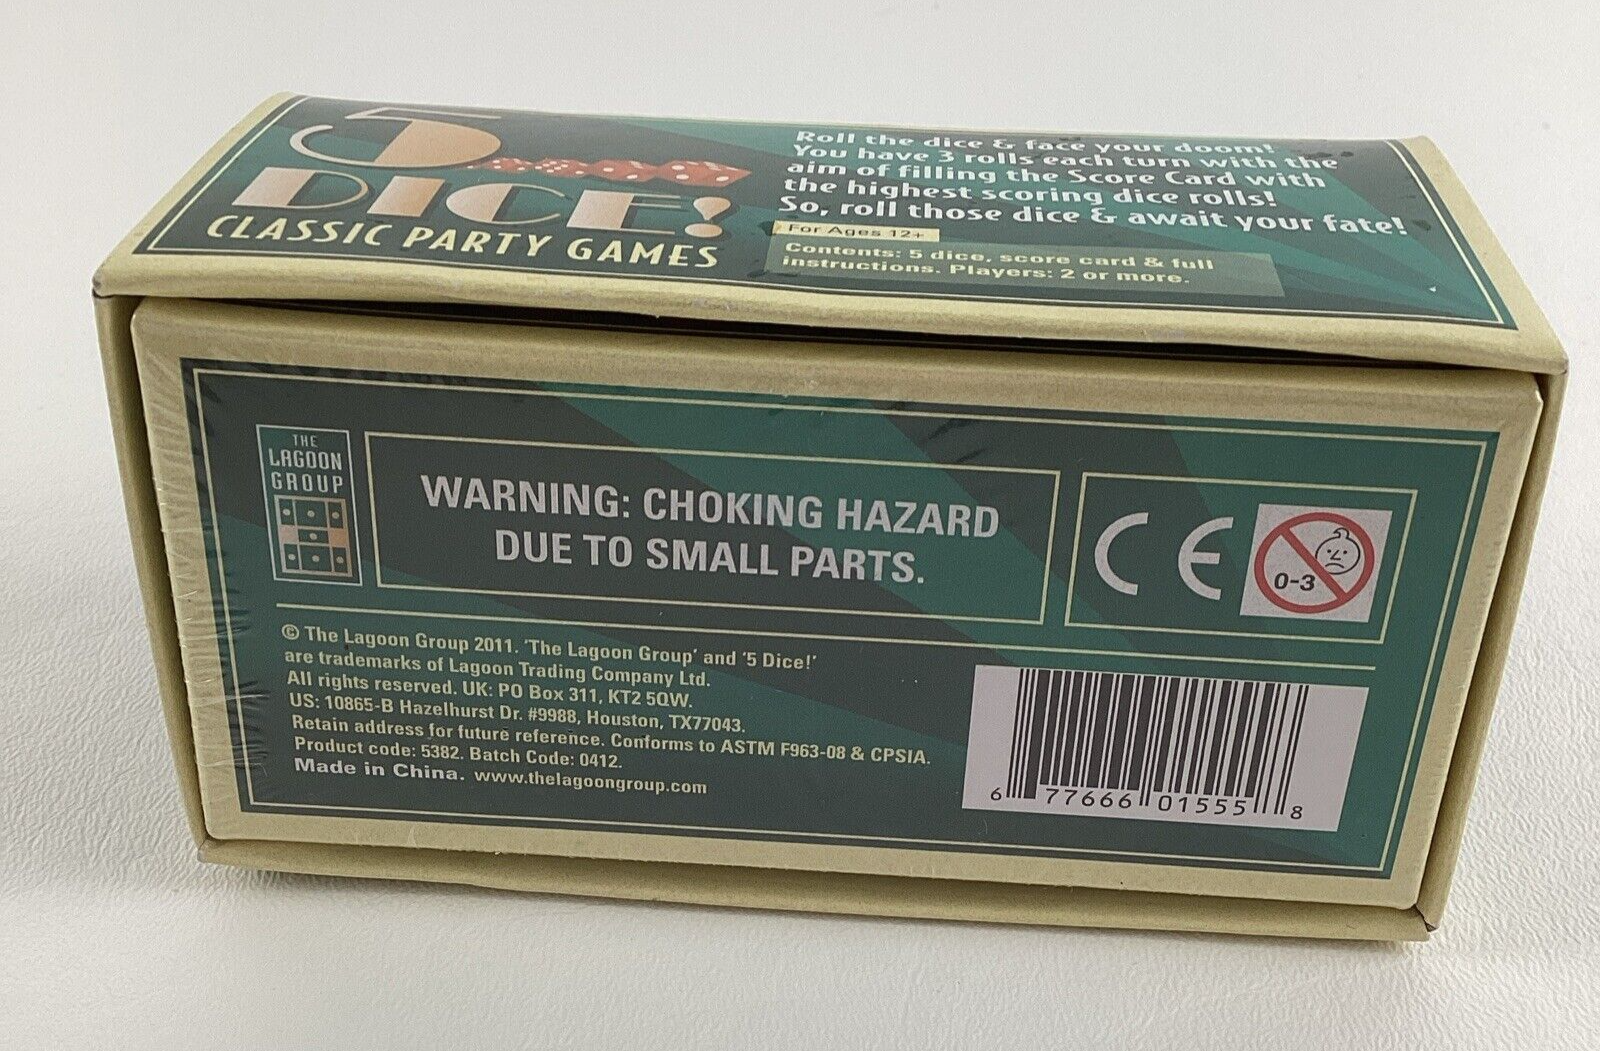 5
DICE!
CLASSIC PARTY GAMES
Roll the dice & face your doom!
You have 3 rolls each turn with the
aim of filling the Score Card with
the highest scoring dice rolls!
So, roll those dice & await your fate!
For Ages 12+
Contents: 5 dice, score card & full
instructions. Players: 2 or more.
THE
LAGOON
GROUP
WARNING: CHOKING HAZARD
DUE TO SMALL PARTS.
CE
0-3
© The Lagoon Group 2011. 'The Lagoon Group' and '5 Dice!'
are trademarks of Lagoon Trading Company Ltd.
All rights reserved. UK: PO Box 311, KT2 5QW.
US: 10865-B Hazelhurst Dr. #9988, Houston, TX77043.
Retain address for future reference. Conforms to ASTM F963-08 & CPSIA.
Product code: 5382. Batch Code: 0412.
Made in China. www.thelagoongroup.com
6 77666 01555 8